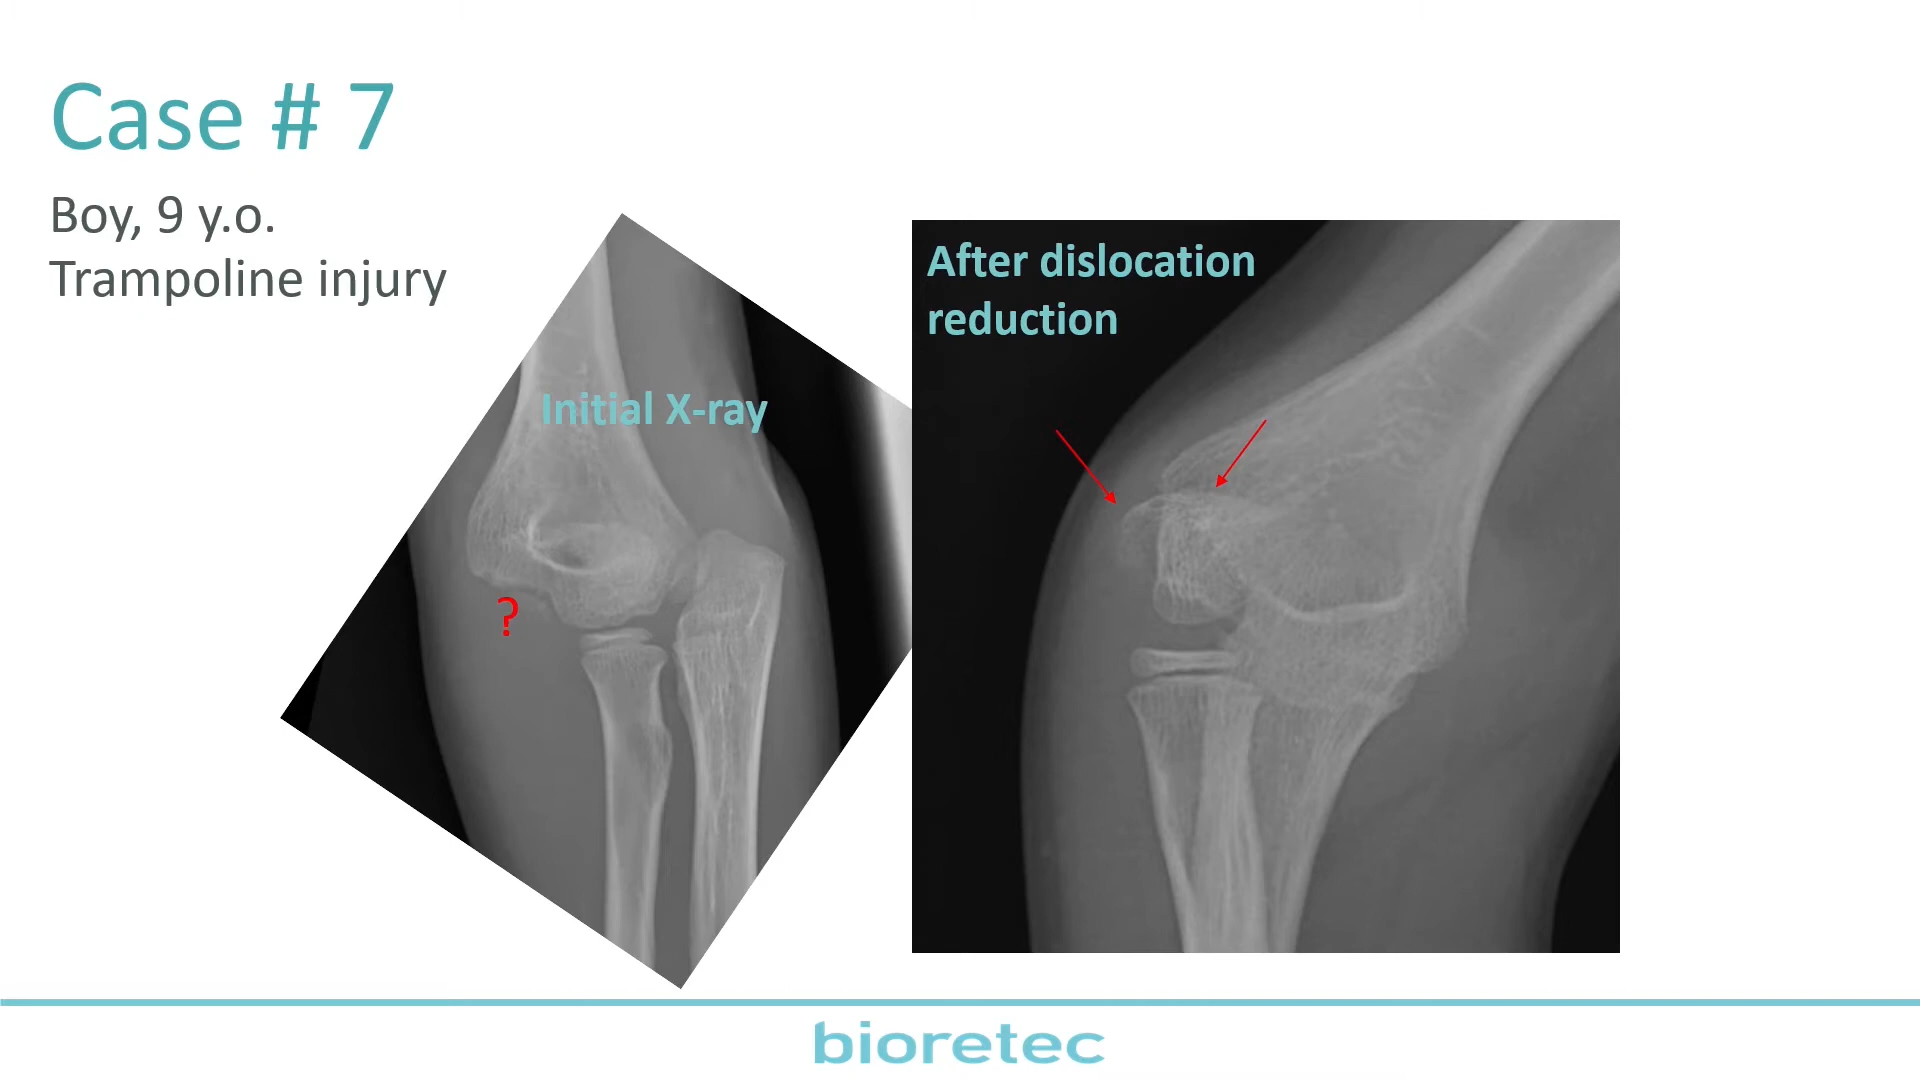 Case # 7
Boy, 9 y.o.
Trampoline injury
Initial X-ray
?
After dislocation
reduction
bioretec